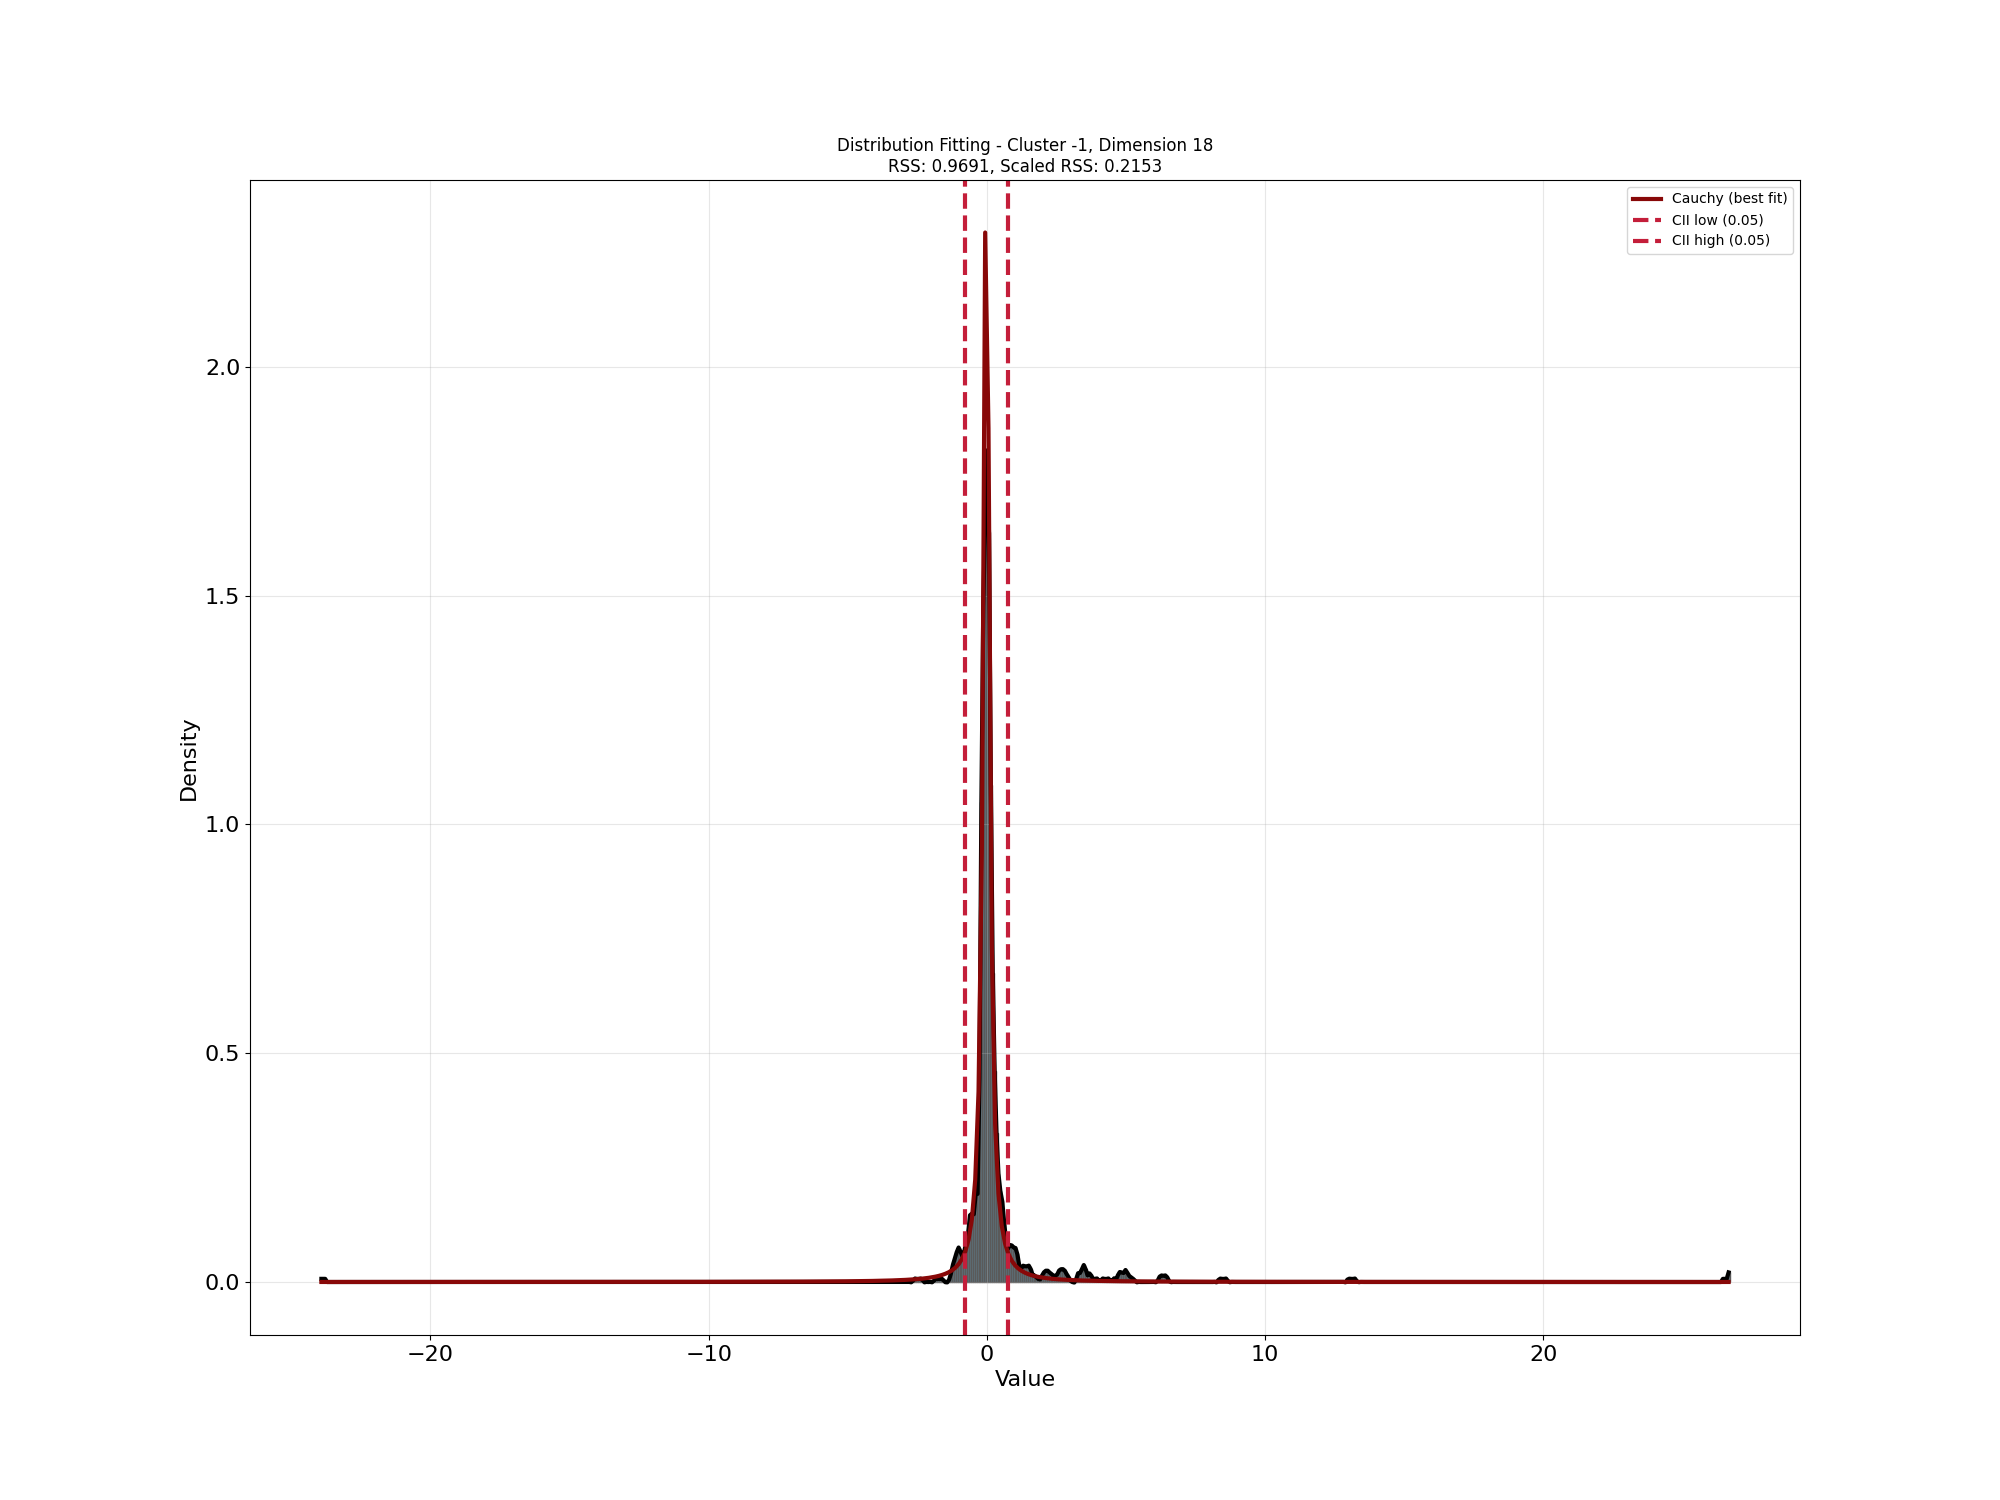 Distribution Fitting - Cluster -1, Dimension 18
RSS: 0.9691, Scaled RSS: 0.2153
Cauchy (best fit)
CII low (0.05)
CII high (0.05)
Density
2.0
1.5
1.0
0.5
0.0
−20
−10
0
10
20
Value